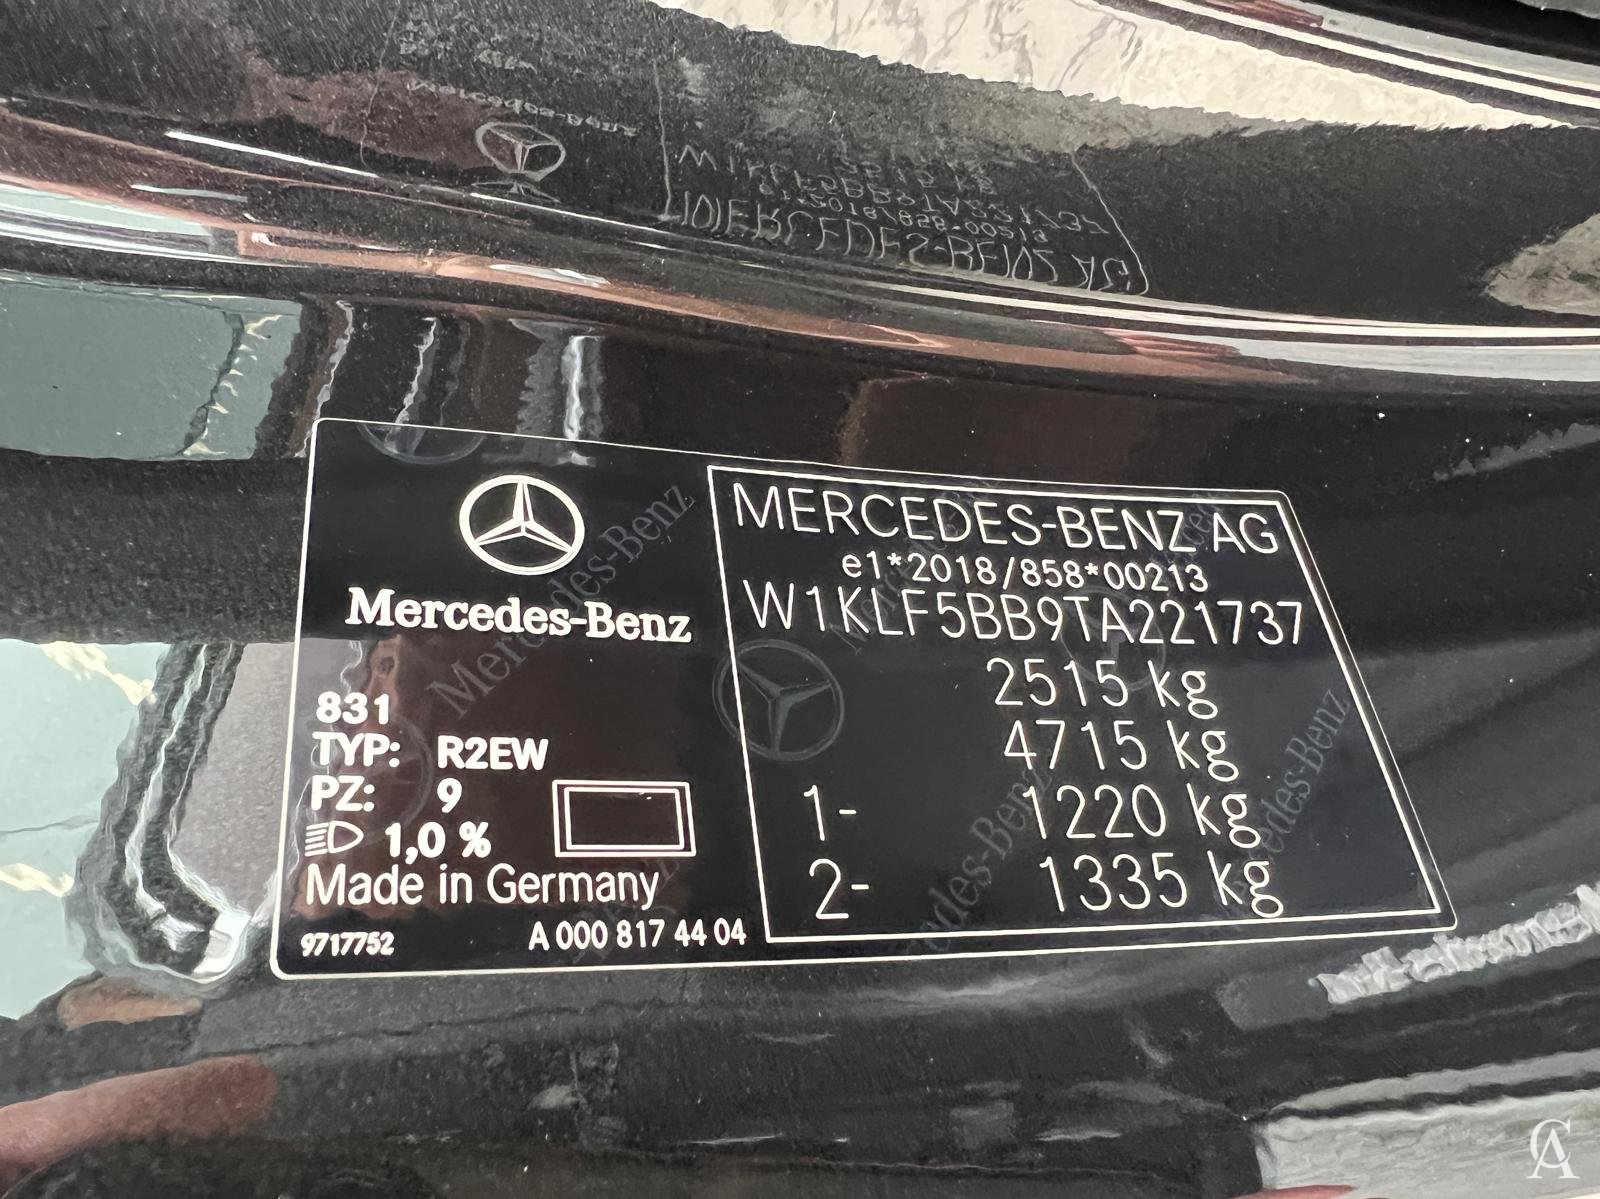 Mercedes-Benz
831
TYP: R2EW
PZ: 9
1,0 %
Made in Germany
9717752
A 000 817 44 04
MERCEDES-BENZ AG
e1*2018/858*00213
W1KLF5BB9TA221737
2515 kg
4715 kg
1- 1220 kg
2- 1335 kg